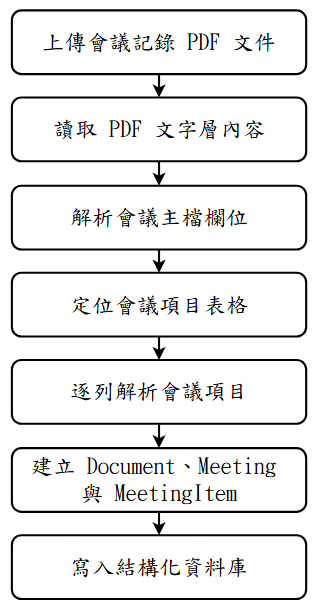 上傳會議記錄 PDF 文件
讀取 PDF 文字層內容
解析會議主檔欄位
定位會議項目表格
逐列解析會議項目
建立 Document、Meeting
與 MeetingItem
寫入結構化資料庫